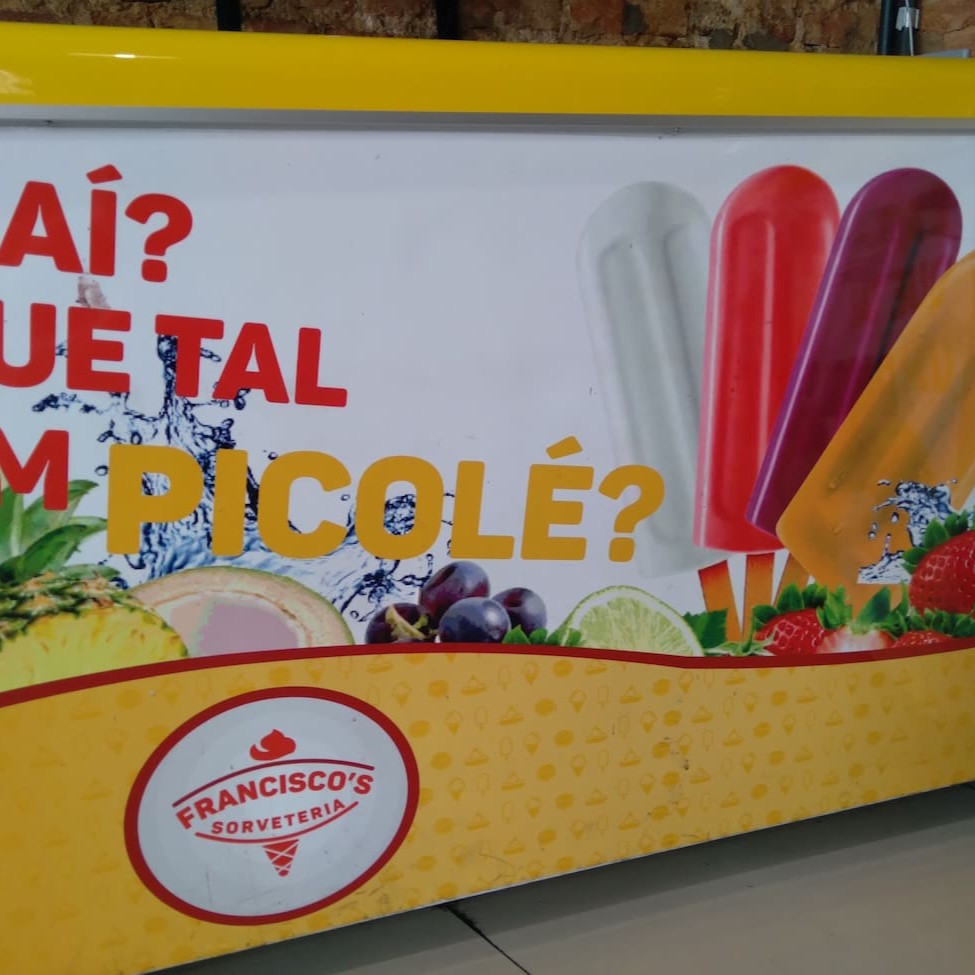 AÍ?
UE TAL
M PICOLÉ?
FRANCISCO'S
SORVETERIA